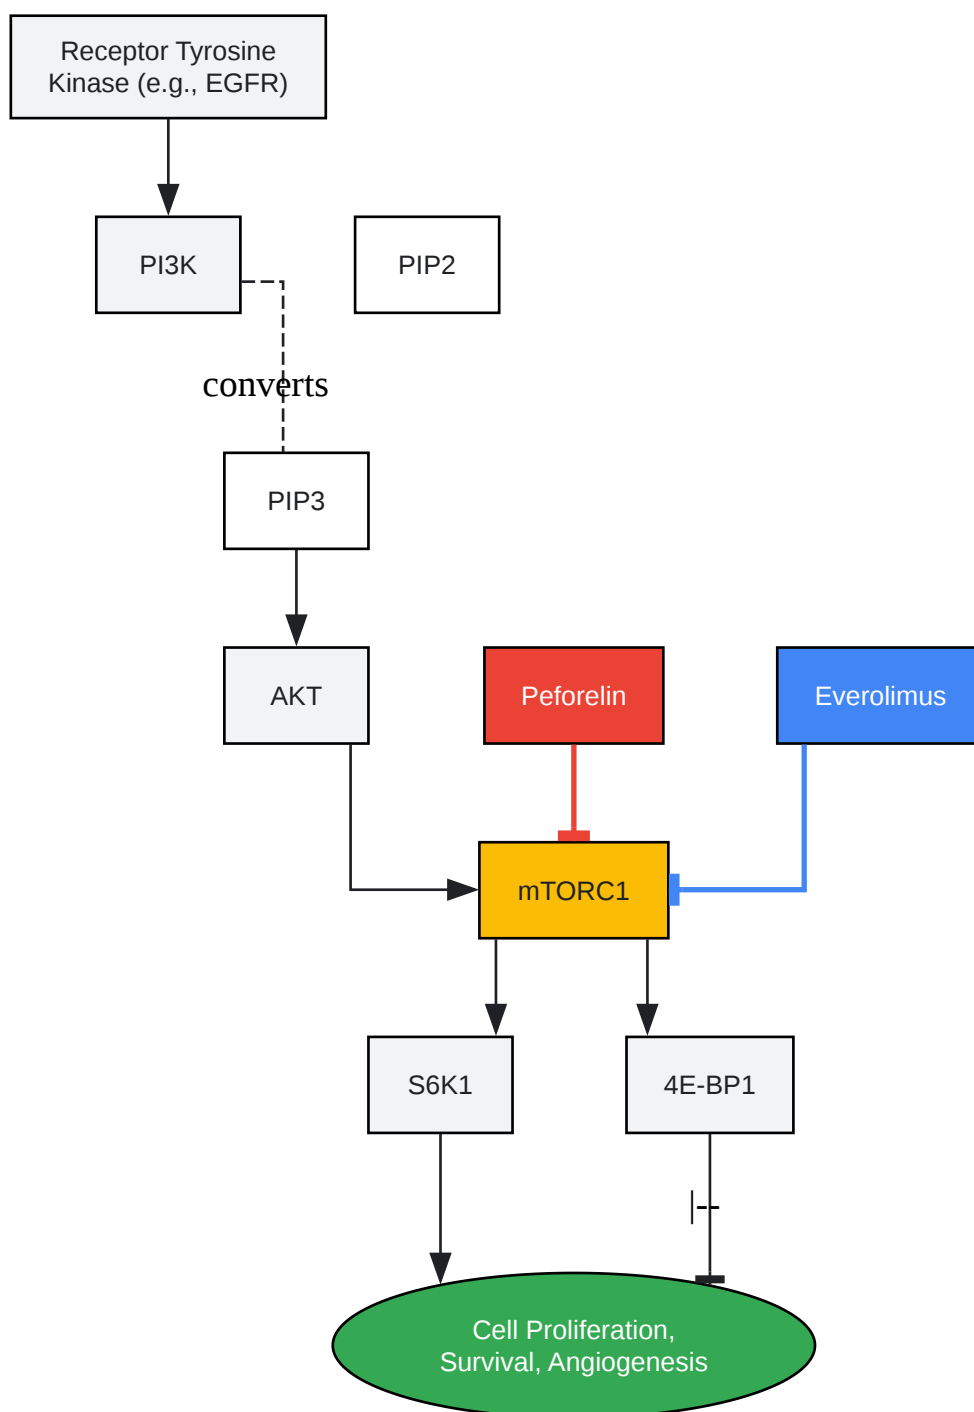 Receptor Tyrosine
Kinase (e.g., EGFR)
PI3K
PIP2
converts
PIP3
AKT
Peforelin
Everolimus
mTORC1
S6K1
4E-BP1
|--
Cell Proliferation,
Survival, Angiogenesis